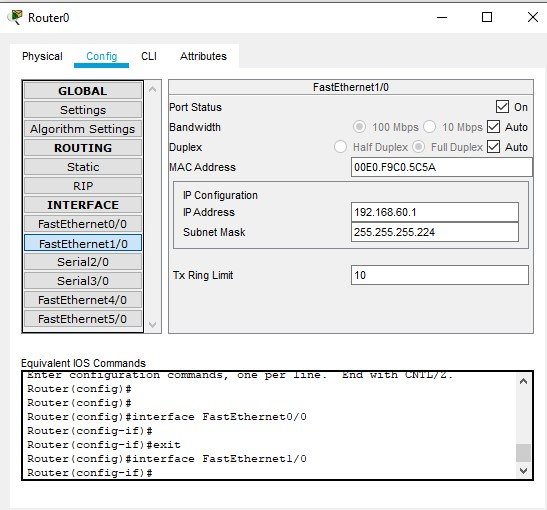 Router0
Physical Config CLI Attributes
GLOBAL
Settings
Algorithm Settings
ROUTING
Static
RIP
INTERFACE
FastEthernet0/0
FastEthernet1/0
Serial2/0
Serial3/0
FastEthernet4/0
FastEthernet5/0
FastEthernet1/0
Port Status On
Bandwidth 100 Mbps 10 Mbps Auto
Duplex Half Duplex Full Duplex Auto
MAC Address 00E0.F9C0.5C5A
IP Configuration
IP Address 192.168.60.1
Subnet Mask 255.255.255.224
Tx Ring Limit 10
Equivalent IOS Commands
Enter configuration commands, one per line. End with CNTL/Z.
Router(config)#
Router(config)#
Router(config)#interface FastEthernet0/0
Router(config-if)#
Router(config-if)#exit
Router(config)#interface FastEthernet1/0
Router(config-if)#